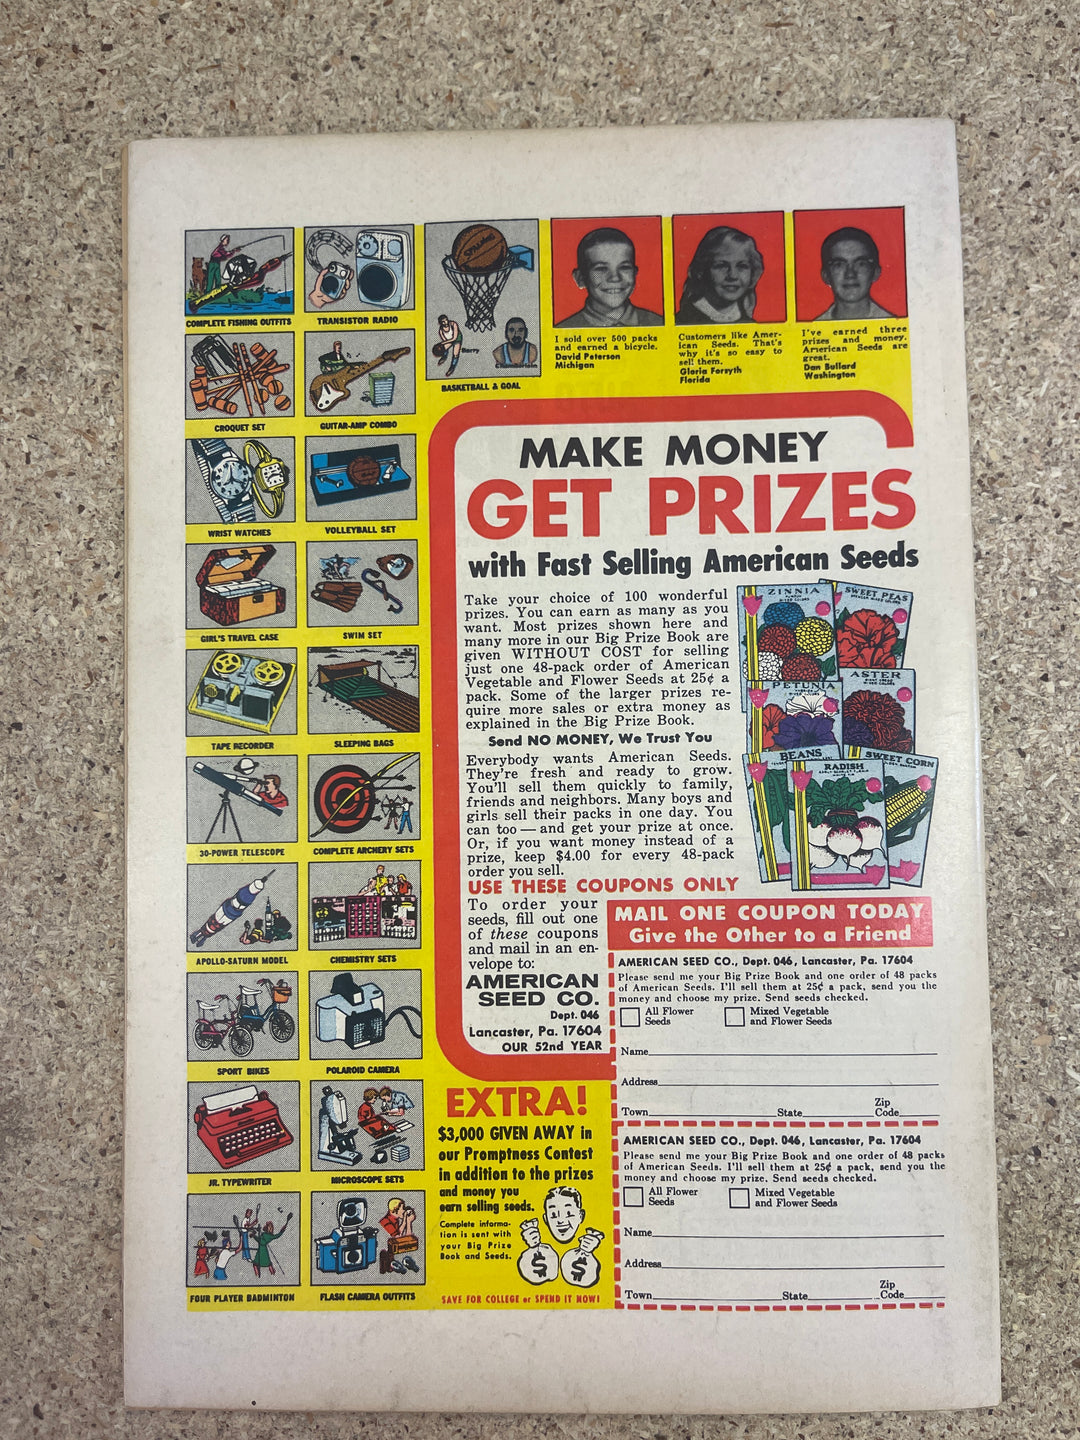 COMPLETE FISHING OUTFITS
TRANSISTOR RADIO
SPALDING
Barry
Chamberlain
BASKETBALL & GOAL
I sold over 500 packs
and earned a bicycle.
David Peterson
Michigan
Customers like Amer-
ican Seeds. That's
why it's so easy to
sell them.
Gloria Forsyth
Florida
I've earned three
prizes and money.
American Seeds are
great.
Dan Bullard
Washington
CROQUET SET
GUITAR-AMP COMBO
WRIST WATCHES
VOLLEYBALL SET
GIRL'S TRAVEL CASE
SWIM SET
TAPE RECORDER
SLEEPING BAGS
30-POWER TELESCOPE
COMPLETE ARCHERY SETS
APOLLO-SATURN MODEL
CHEMISTRY SETS
SPORT BIKES
POLAROID CAMERA
JR. TYPEWRITER
MICROSCOPE SETS
FOUR PLAYER BADMINTON
FLASH CAMERA OUTFITS
MAKE MONEY
GET PRIZES
with Fast Selling American Seeds
Take your choice of 100 wonderful
prizes. You can earn as many as you
want. Most prizes shown here and
many more in our Big Prize Book are
given WITHOUT COST for selling
just one 48-pack order of American
Vegetable and Flower Seeds at 25¢ a
pack. Some of the larger prizes re-
quire more sales or extra money as
explained in the Big Prize Book.
Send NO MONEY, We Trust You
Everybody wants American Seeds.
They're fresh and ready to grow.
You'll sell them quickly to family,
friends and neighbors. Many boys and
girls sell their packs in one day. You
can too — and get your prize at once.
Or, if you want money instead of a
prize, keep $4.00 for every 48-pack
order you sell.
USE THESE COUPONS ONLY
To order your
seeds, fill out one
of these coupons
and mail in an en-
velope to:
AMERICAN
SEED CO.
Dept. 046
Lancaster, Pa. 17604
OUR 52nd YEAR
ZINNIA
SWEET PEAS
PETUNIA
ASTER
BEANS
RADISH
SWEET CORN
MAIL ONE COUPON TODAY
Give the Other to a Friend
AMERICAN SEED CO., Dept. 046, Lancaster, Pa. 17604
Please send me your Big Prize Book and one order of 48 packs
of American Seeds. I'll sell them at 25¢ a pack, send you the
money and choose my prize. Send seeds checked.
All Flower
Seeds
Mixed Vegetable
and Flower Seeds
Name
Address
Town State Zip
Code
AMERICAN SEED CO., Dept. 046, Lancaster, Pa. 17604
Please send me your Big Prize Book and one order of 48 packs
of American Seeds. I'll sell them at 25¢ a pack, send you the
money and choose my prize. Send seeds checked.
All Flower
Seeds
Mixed Vegetable
and Flower Seeds
Name
Address
Town State Zip
Code
EXTRA!
$3,000 GIVEN AWAY in
our Promptness Contest
in addition to the prizes
and money you
earn selling seeds.
Complete informa-
tion is sent with
your Big Prize
Book and Seeds.
$ $
SAVE FOR COLLEGE or SPEND IT NOW!